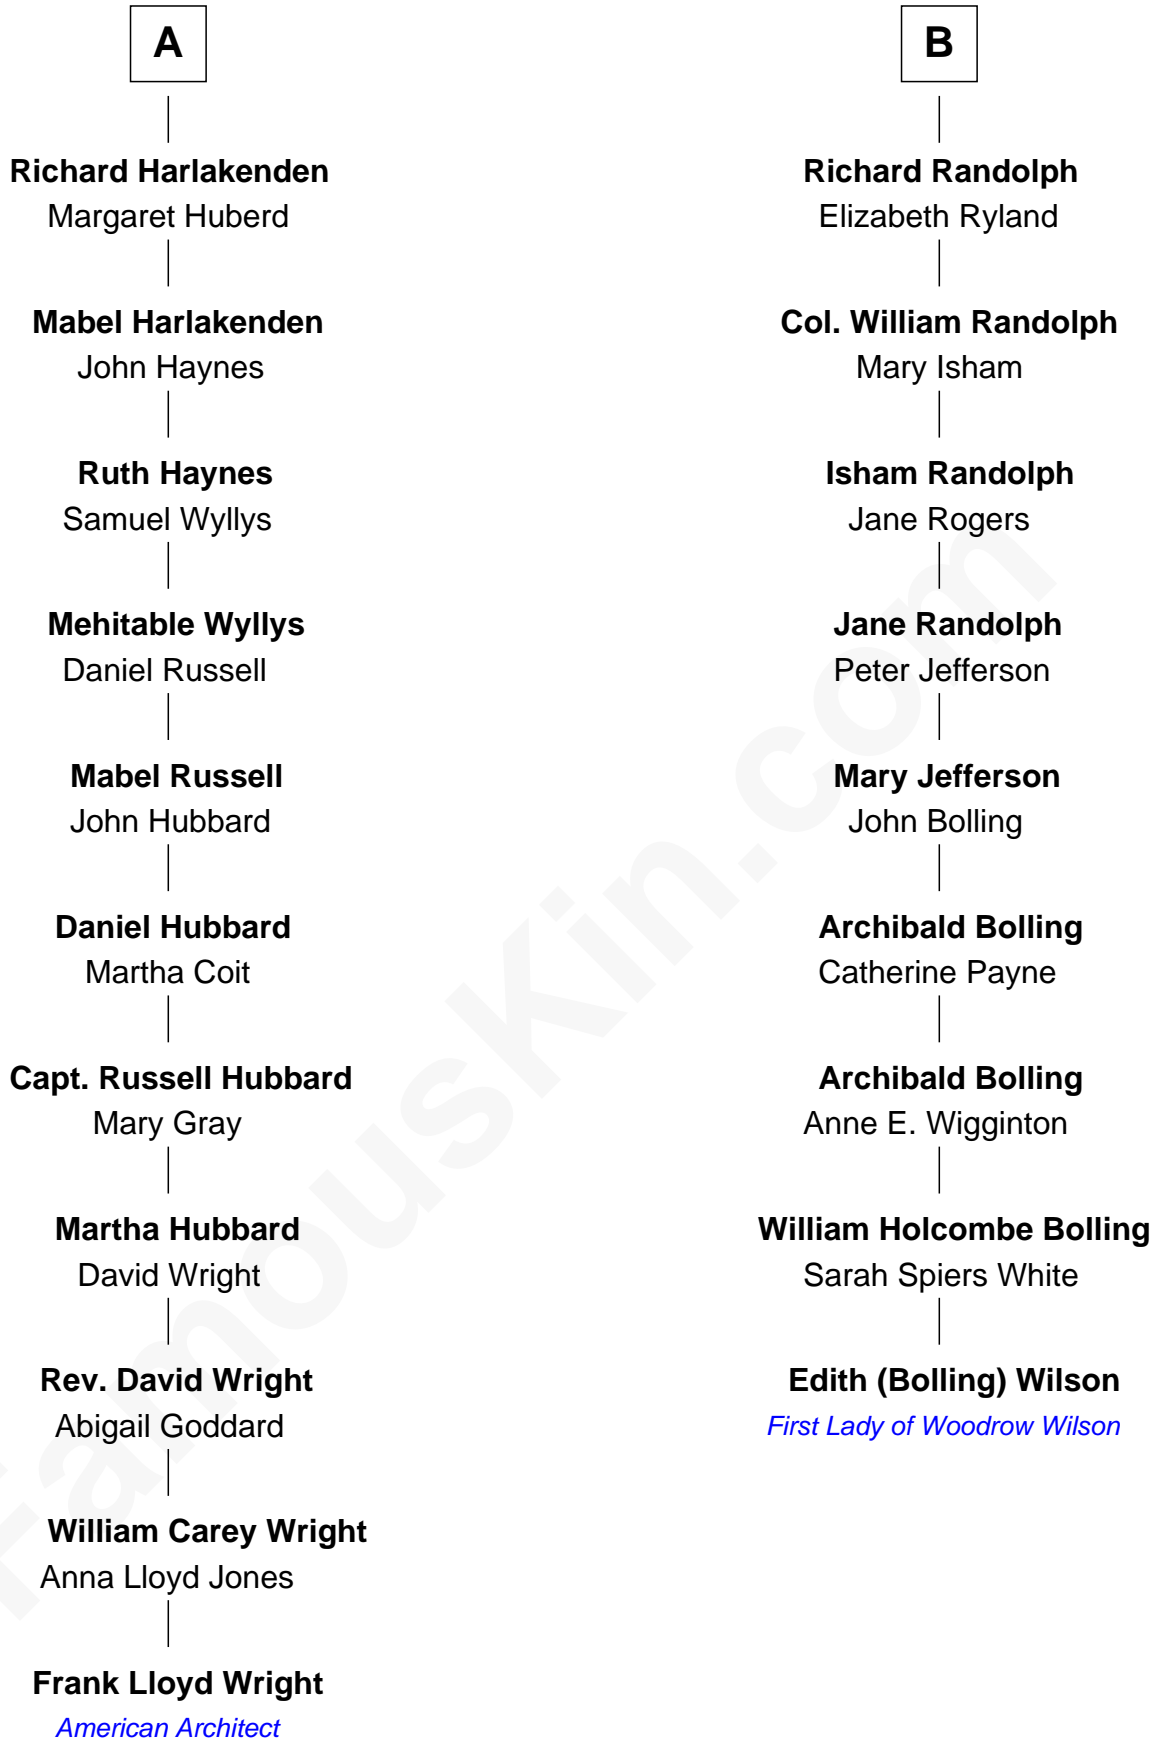 A
Richard Harlakenden
Margaret Huberd
Mabel Harlakenden
John Haynes
Ruth Haynes
Samuel Wyllys
Mehitable Wyllys
Daniel Russell
Mabel Russell
John Hubbard
Daniel Hubbard
Martha Coit
Capt. Russell Hubbard
Mary Gray
Martha Hubbard
David Wright
Rev. David Wright
Abigail Goddard
William Carey Wright
Anna Lloyd Jones
Frank Lloyd Wright
American Architect
B
Richard Randolph
Elizabeth Ryland
Col. William Randolph
Mary Isham
Isham Randolph
Jane Rogers
Jane Randolph
Peter Jefferson
Mary Jefferson
John Bolling
Archibald Bolling
Catherine Payne
Archibald Bolling
Anne E. Wigginton
William Holcombe Bolling
Sarah Spiers White
Edith (Bolling) Wilson
First Lady of Woodrow Wilson
FamousKin.com